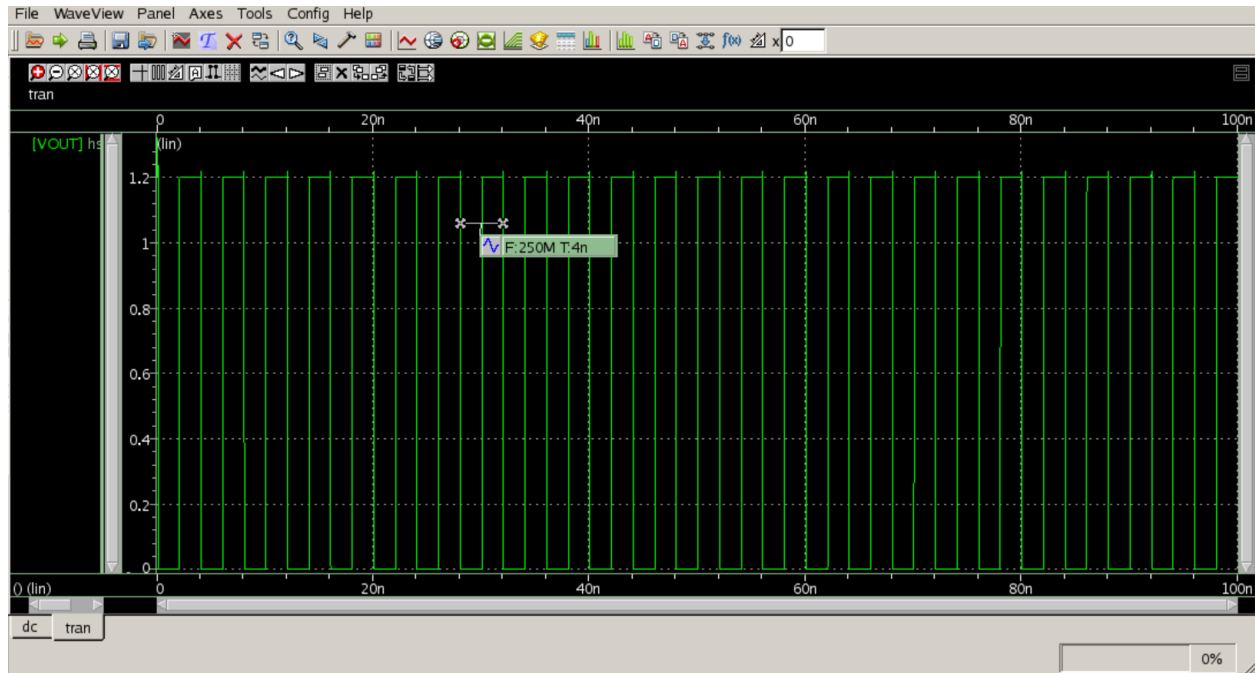 File WaveView Panel Axes Tools Config Help
f(x) x 0
tran
0 20n 40n 60n 80n 100n
[VOUT] hs (lin)
1.2
1
F:250M T:4n
0.8
0.6
0.4
0.2
0
() (lin) 0 20n 40n 60n 80n 100n
dc tran
0%